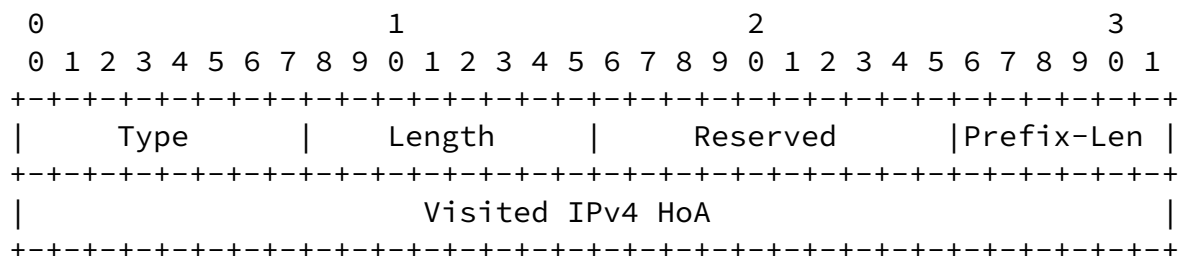 0                   1                   2                   3
 0 1 2 3 4 5 6 7 8 9 0 1 2 3 4 5 6 7 8 9 0 1 2 3 4 5 6 7 8 9 0 1
+-+-+-+-+-+-+-+-+-+-+-+-+-+-+-+-+-+-+-+-+-+-+-+-+-+-+-+-+-+-+-+-+
|     Type      |    Length     |     Reserved      |Prefix-Len |
+-+-+-+-+-+-+-+-+-+-+-+-+-+-+-+-+-+-+-+-+-+-+-+-+-+-+-+-+-+-+-+-+
|                      Visited IPv4 HoA                         |
+-+-+-+-+-+-+-+-+-+-+-+-+-+-+-+-+-+-+-+-+-+-+-+-+-+-+-+-+-+-+-+-+